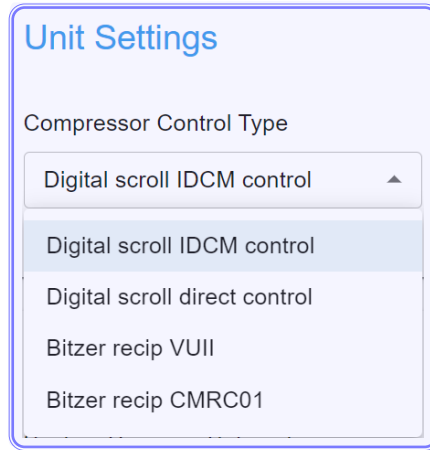 Unit Settings
Compressor Control Type
Digital scroll IDCM control
Digital scroll IDCM control
Digital scroll direct control
Bitzer recip VUII
Bitzer recip CMRC01